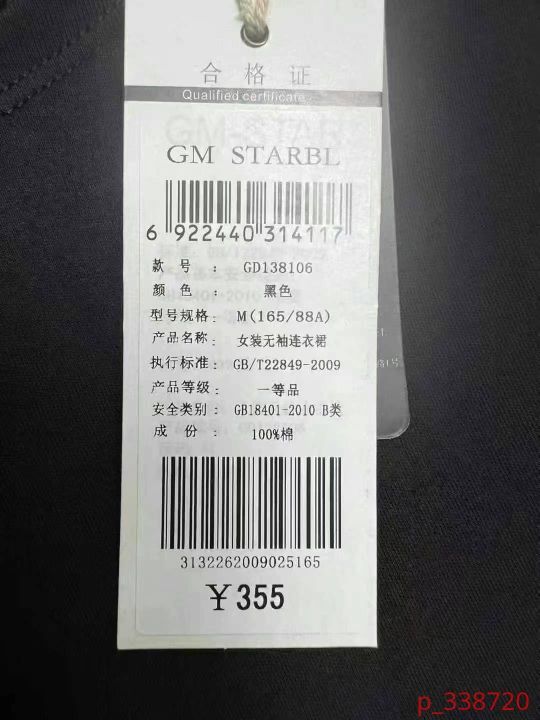 合格证
Qualified certificate
GM STARBL
6 922440 314117
款 号 : GD138106
颜 色 : 黑色
型号规格: M(165/88A)
产品名称: 女装无袖连衣裙
执行标准: GB/T22849-2009
产品等级: 一等品
安全类别: GB18401-2010 B类
成 份: 100%棉
3132262009025165
￥355
p_338720